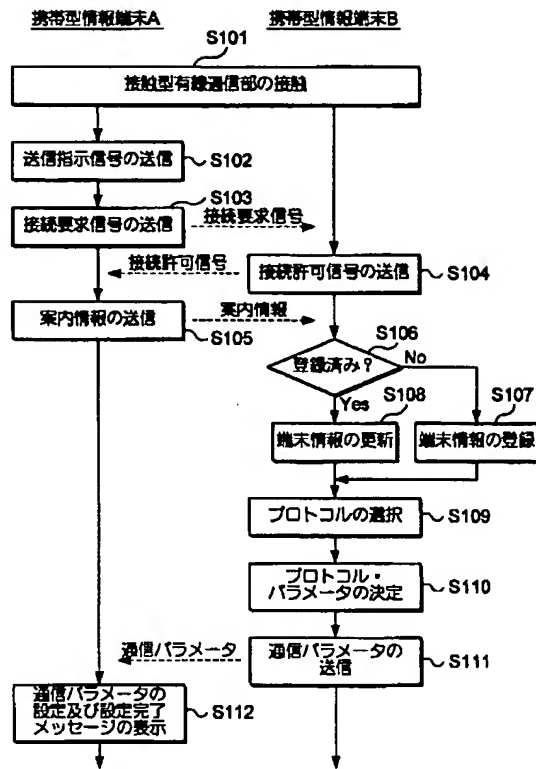 携帯型情報端末A
携帯型情報端末B
S101
接触型有線通信部の接触
送信指示信号の送信
S102
S103
接続要求信号の送信
接続要求信号
接続許可信号
接続許可信号の送信
S104
案内情報の送信
S105
案内情報
S106
登録済み?
No
Yes
S108
S107
端末情報の更新
端末情報の登録
プロトコルの選択
S109
プロトコル・
パラメータの決定
S110
通信パラメータ
通信パラメータの
送信
S111
通信パラメータの
設定及び設定完了
メッセージの表示
S112